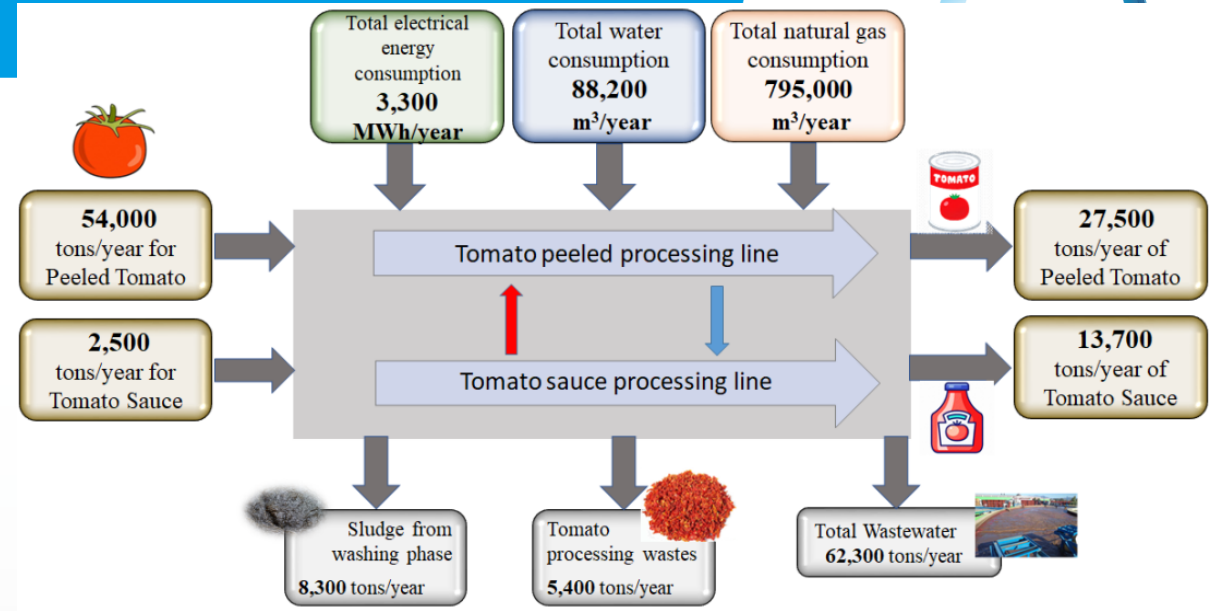 Total electrical
energy
consumption
3,300
MWh/year
Total water
consumption
88,200
m³/year
Total natural gas
consumption
795,000
m³/year
54,000
tons/year for
Peeled Tomato
TOMATO
27,500
tons/year of
Peeled Tomato
Tomato peeled processing line
2,500
tons/year for
Tomato Sauce
Tomato sauce processing line
13,700
tons/year of
Tomato Sauce
Sludge from
washing phase
8,300 tons/year
Tomato
processing wastes
5,400 tons/year
Total Wastewater
62,300 tons/year